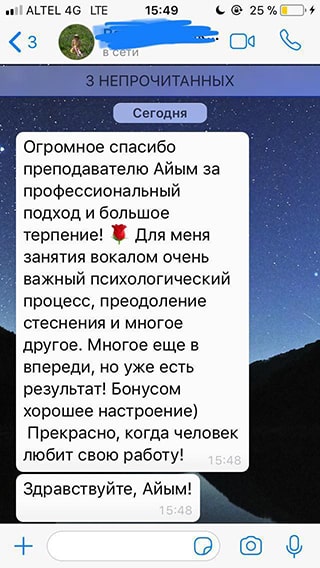 ALTEL 4G LTE 15:49 25 %
3
в сети
3 НЕПРОЧИТАННЫХ
Сегодня
Огромное спасибо
преподавателю Айым за
профессиональный
подход и большое
терпение! 🌹 Для меня
занятия вокалом очень
важный психологический
процесс, преодоление
стеснения и многое
другое. Многое еще в
впереди, но уже есть
результат! Бонусом
хорошее настроение)
Прекрасно, когда человек
любит свою работу!
15:48
Здравствуйте, Айым!
15:48